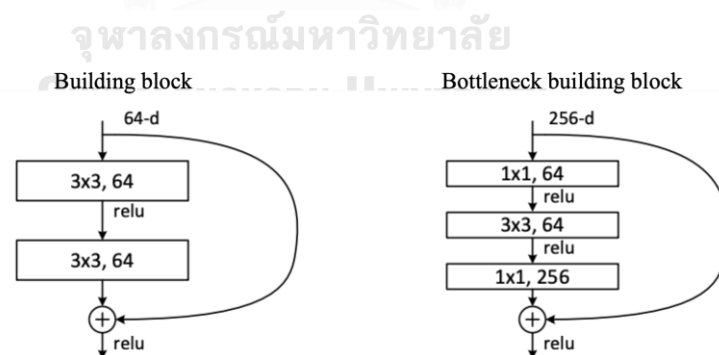 จุฬาลงกรณ์มหาวิทยาลัย
Building block
Bottleneck building block
64-d
3x3, 64
relu
3x3, 64
+
relu
256-d
1x1, 64
relu
3x3, 64
relu
1x1, 256
+
relu